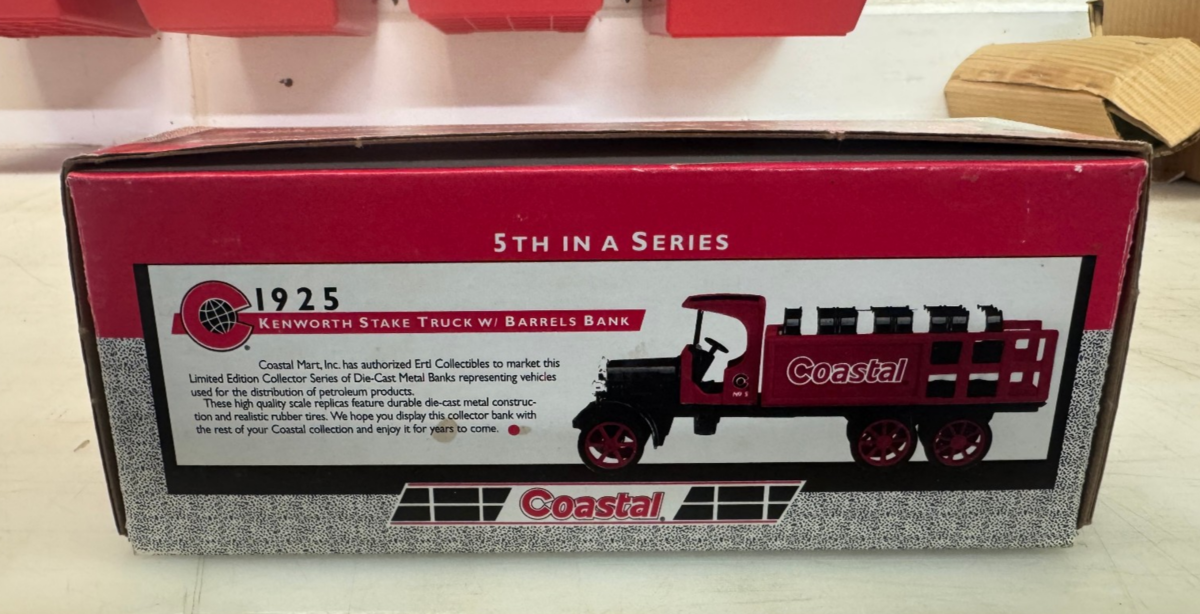 5TH IN A SERIES
1925
KENWORTH STAKE TRUCK W/ BARRELS BANK
Coastal Mart, Inc. has authorized Ertl Collectibles to market this
Limited Edition Collector Series of Die-Cast Metal Banks representing vehicles
used for the distribution of petroleum products.
These high quality scale replicas feature durable die-cast metal construc-
tion and realistic rubber tires. We hope you display this collector bank with
the rest of your Coastal collection and enjoy it for years to come.
Coastal
Coastal